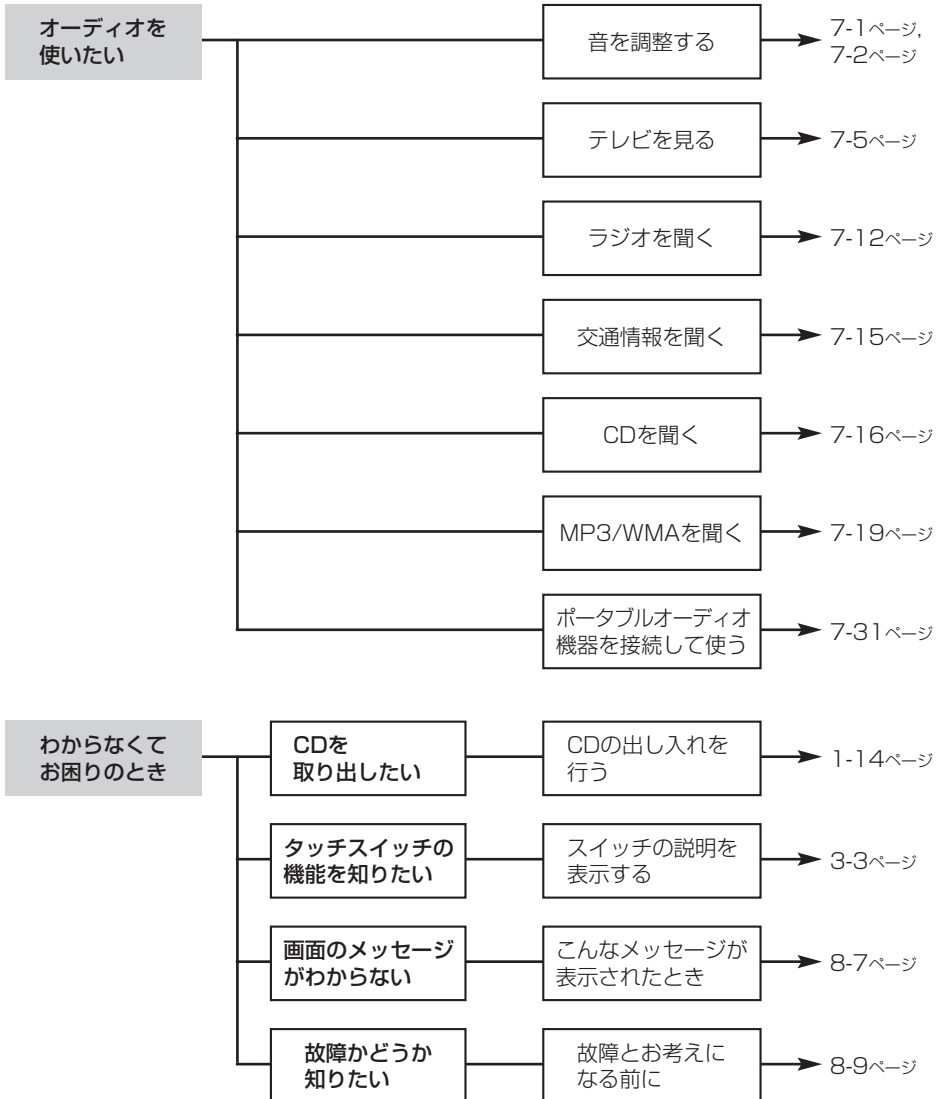 オーディオを
使いたい
音を調整する
7-1ページ,
7-2ページ
テレビを見る
7-5ページ
ラジオを聞く
7-12ページ
交通情報を聞く
7-15ページ
CDを聞く
7-16ページ
MP3/WMAを聞く
7-19ページ
ポータブルオーディオ
機器を接続して使う
7-31ページ
わからなくて
お困りのとき
CDを
取り出したい
CDの出し入れを
行う
1-14ページ
タッチスイッチの
機能を知りたい
スイッチの説明を
表示する
3-3ページ
画面のメッセージ
がわからない
こんなメッセージが
表示されたとき
8-7ページ
故障かどうか
知りたい
故障とお考えに
なる前に
8-9ページ